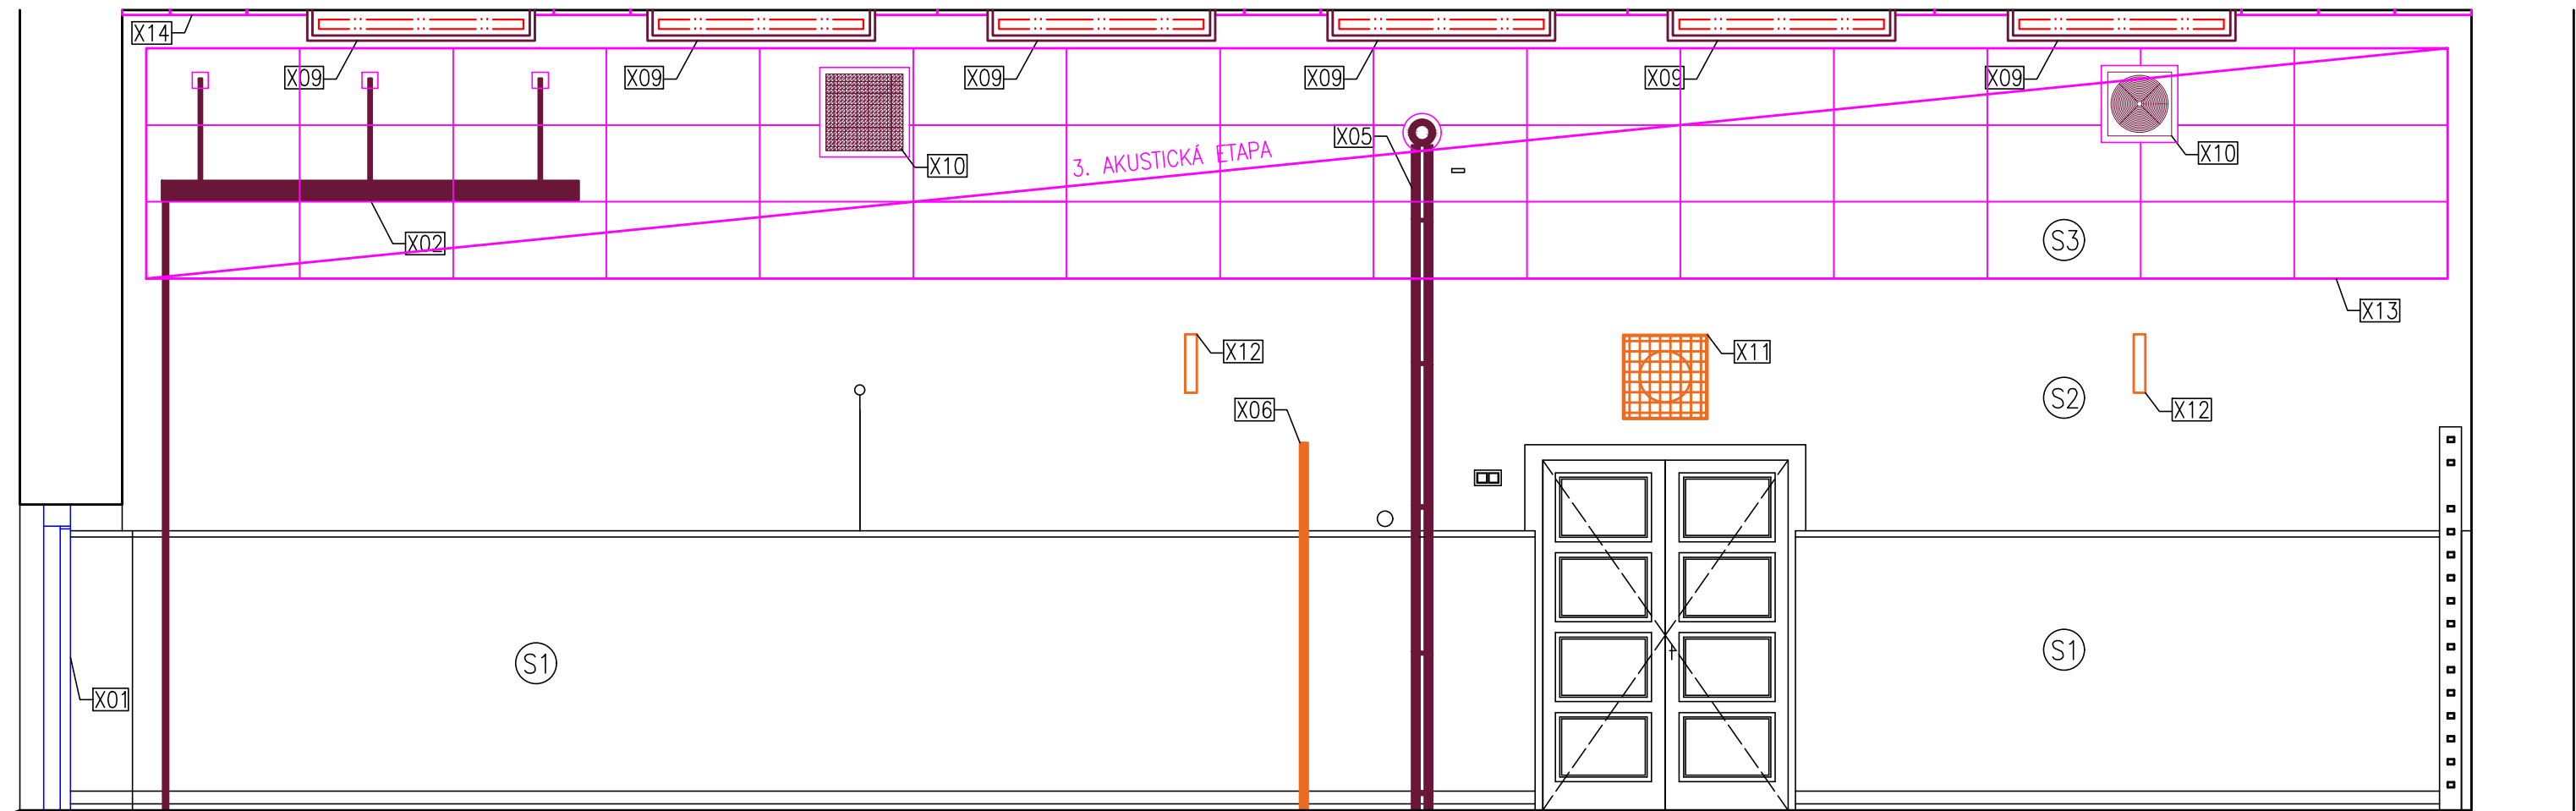 X14
X09
X09
X09
X09
X09
X09
X05
X10
X10
3. AKUSTICKÁ ETAPA
X02
S3
X13
X12
X11
X06
S2
X12
S1
S1
X01